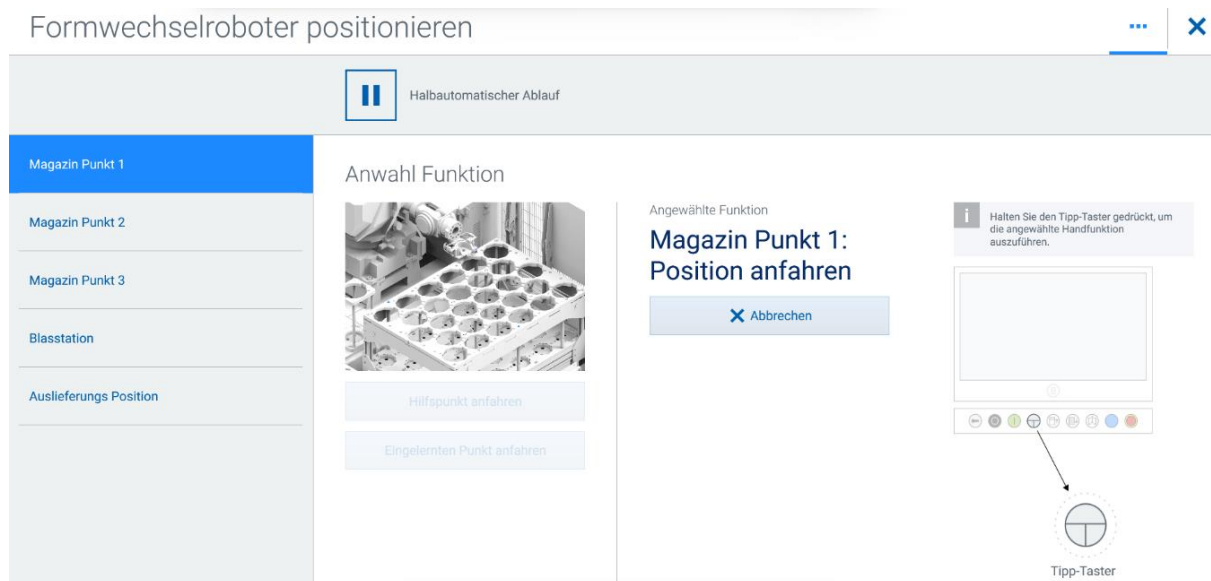 Formwechselroboter positionieren
Halbautomatischer Ablauf
Magazin Punkt 1
Magazin Punkt 2
Magazin Punkt 3
Blasstation
Auslieferungs Position
Anwahl Funktion
Hilfspunkt anfahren
Eingelernten Punkt anfahren
Angewählte Funktion
Magazin Punkt 1:
Position anfahren
Abbrechen
Halten Sie den Tipp-Taster gedrückt, um
die angewählte Handfunktion
auszuführen.
Tipp-Taster